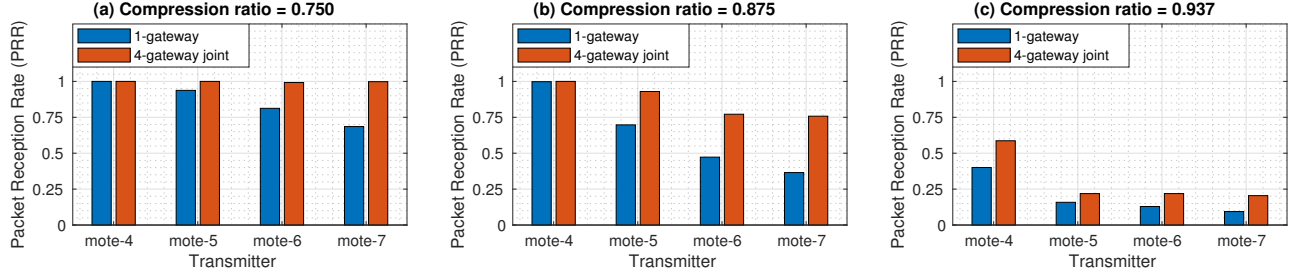 (a) Compression ratio = 0.750
1-gateway
4-gateway joint
Packet Reception Rate (PRR)
1
0.75
0.5
0.25
0
mote-4 mote-5 mote-6 mote-7
Transmitter
(b) Compression ratio = 0.875
1-gateway
4-gateway joint
Packet Reception Rate (PRR)
1
0.75
0.5
0.25
0
mote-4 mote-5 mote-6 mote-7
Transmitter
(c) Compression ratio = 0.937
1-gateway
4-gateway joint
Packet Reception Rate (PRR)
1
0.75
0.5
0.25
0
mote-4 mote-5 mote-6 mote-7
Transmitter